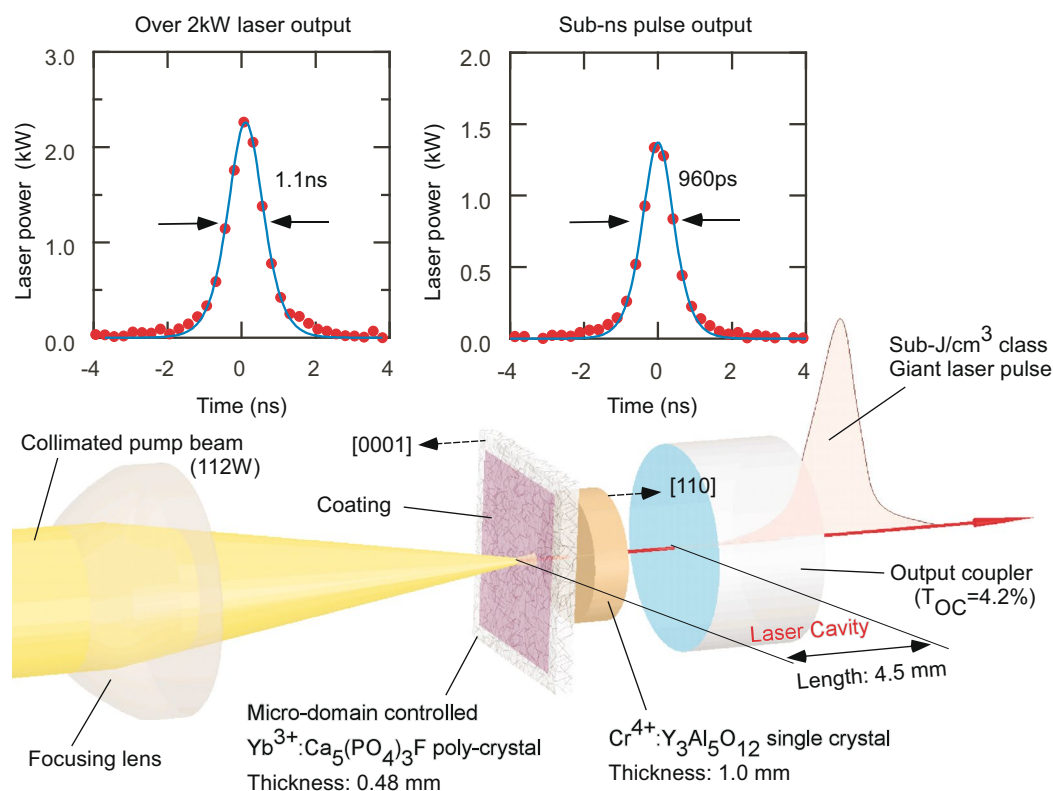 Over 2kW laser output
3.0
2.0
1.0
0.0
Laser power (kW)
1.1ns
-4
-2
0
2
4
Time (ns)
Sub-ns pulse output
2.0
1.5
1.0
0.5
0.0
Laser power (kW)
960ps
-4
-2
0
2
4
Time (ns)
Sub-J/cm³ class
Giant laser pulse
Collimated pump beam
(112W)
[0001]
Coating
[110]
Output coupler
(T_OC=4.2%)
Laser Cavity
Length: 4.5 mm
Focusing lens
Micro-domain controlled
Yb³⁺:Ca₅(PO₄)₃F poly-crystal
Thickness: 0.48 mm
Cr⁴⁺:Y₃Al₅O₁₂ single crystal
Thickness: 1.0 mm